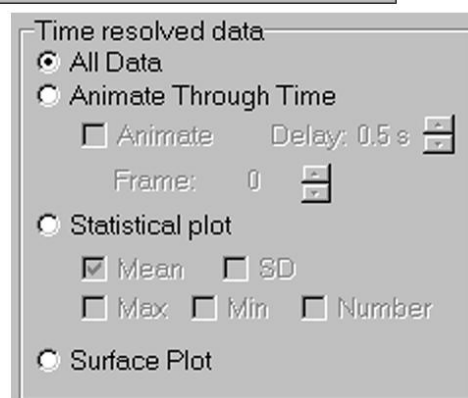 Time resolved data
All Data
Animate Through Time
Animate Delay: 0.5 s
Frame: 0
Statistical plot
Mean SD
Max Min Number
Surface Plot